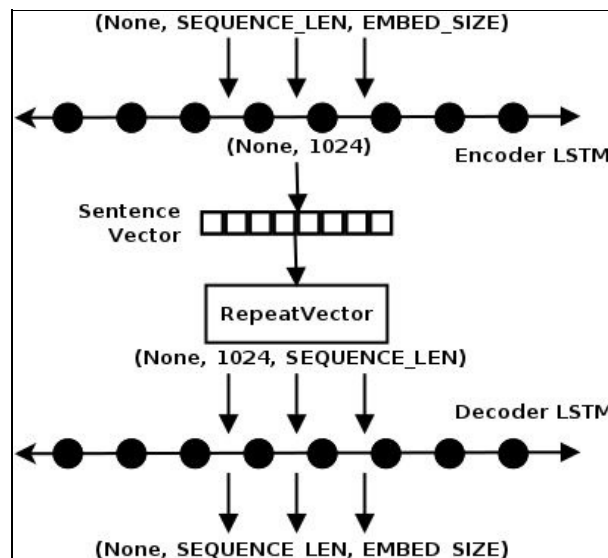 (None, SEQUENCE_LEN, EMBED_SIZE)
(None, 1024)
Encoder LSTM
Sentence
Vector
RepeatVector
(None, 1024, SEQUENCE_LEN)
Decoder LSTM
(None, SEQUENCE_LEN, EMBED_SIZE)